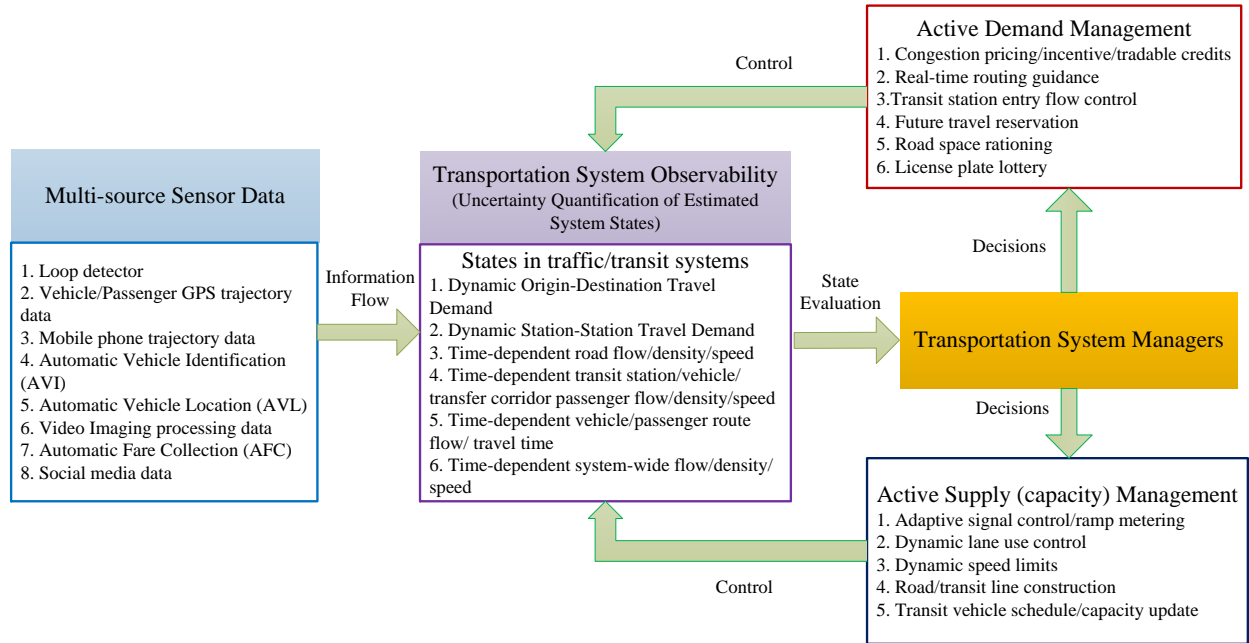 Multi-source Sensor Data
1. Loop detector
2. Vehicle/Passenger GPS trajectory
data
3. Mobile phone trajectory data
4. Automatic Vehicle Identification
(AVI)
5. Automatic Vehicle Location (AVL)
6. Video Imaging processing data
7. Automatic Fare Collection (AFC)
8. Social media data
Information
Flow
Transportation System Observability
(Uncertainty Quantification of Estimated
System States)
States in traffic/transit systems
1. Dynamic Origin-Destination Travel
Demand
2. Dynamic Station-Station Travel Demand
3. Time-dependent road flow/density/speed
4. Time-dependent transit station/vehicle/
transfer corridor passenger flow/density/speed
5. Time-dependent vehicle/passenger route
flow/ travel time
6. Time-dependent system-wide flow/density/
speed
State
Evaluation
Transportation System Managers
Decisions
Active Demand Management
1. Congestion pricing/incentive/tradable credits
2. Real-time routing guidance
3.Transit station entry flow control
4. Future travel reservation
5. Road space rationing
6. License plate lottery
Control
Decisions
Active Supply (capacity) Management
1. Adaptive signal control/ramp metering
2. Dynamic lane use control
3. Dynamic speed limits
4. Road/transit line construction
5. Transit vehicle schedule/capacity update
Control